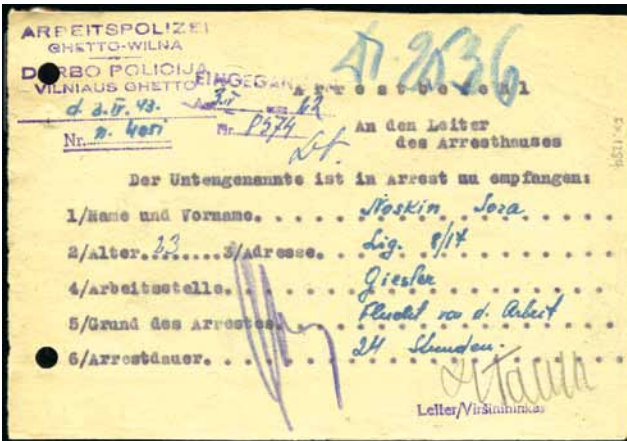 ARBEITSPOLIZEI
GHETTO-WILNA
DARBO POLICIJA
VILNIAUS GHETTO
d. 3.IV. 43.
Nr.
EINGEGANGEN
Nr. 8574
2536
Arrestbefehl
An den Leiter
des Arresthauses
Der Untengenannte ist in Arrest zu empfangen:
1/Name und Vorname. Noskin Sora
2/Alter 23 3/Adresse. Lig. 8/17
4/Arbeitsstelle. Giesler
5/Grund des Arrestes. Flucht von d. Arbeit
6/Arrestdauer. 24 Stunden.
Leiter/Viršininkas